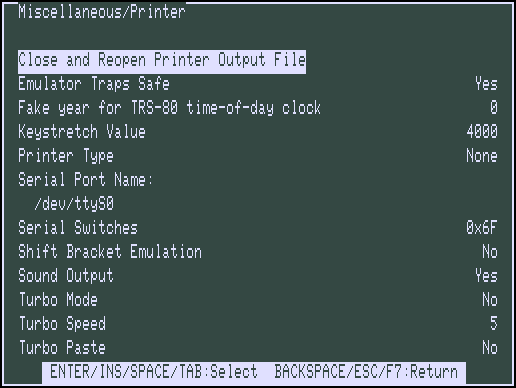 Miscellaneous/Printer
Close and Reopen Printer Output File
Emulator Traps Safe Yes
Fake year for TRS-80 time-of-day clock 0
Keystretch Value 4000
Printer Type None
Serial Port Name:
/dev/ttyS0
Serial Switches 0x6F
Shift Bracket Emulation No
Sound Output Yes
Turbo Mode No
Turbo Speed 5
Turbo Paste No
ENTER/INS/SPACE/TAB:Select BACKSPACE/ESC/F7:Return